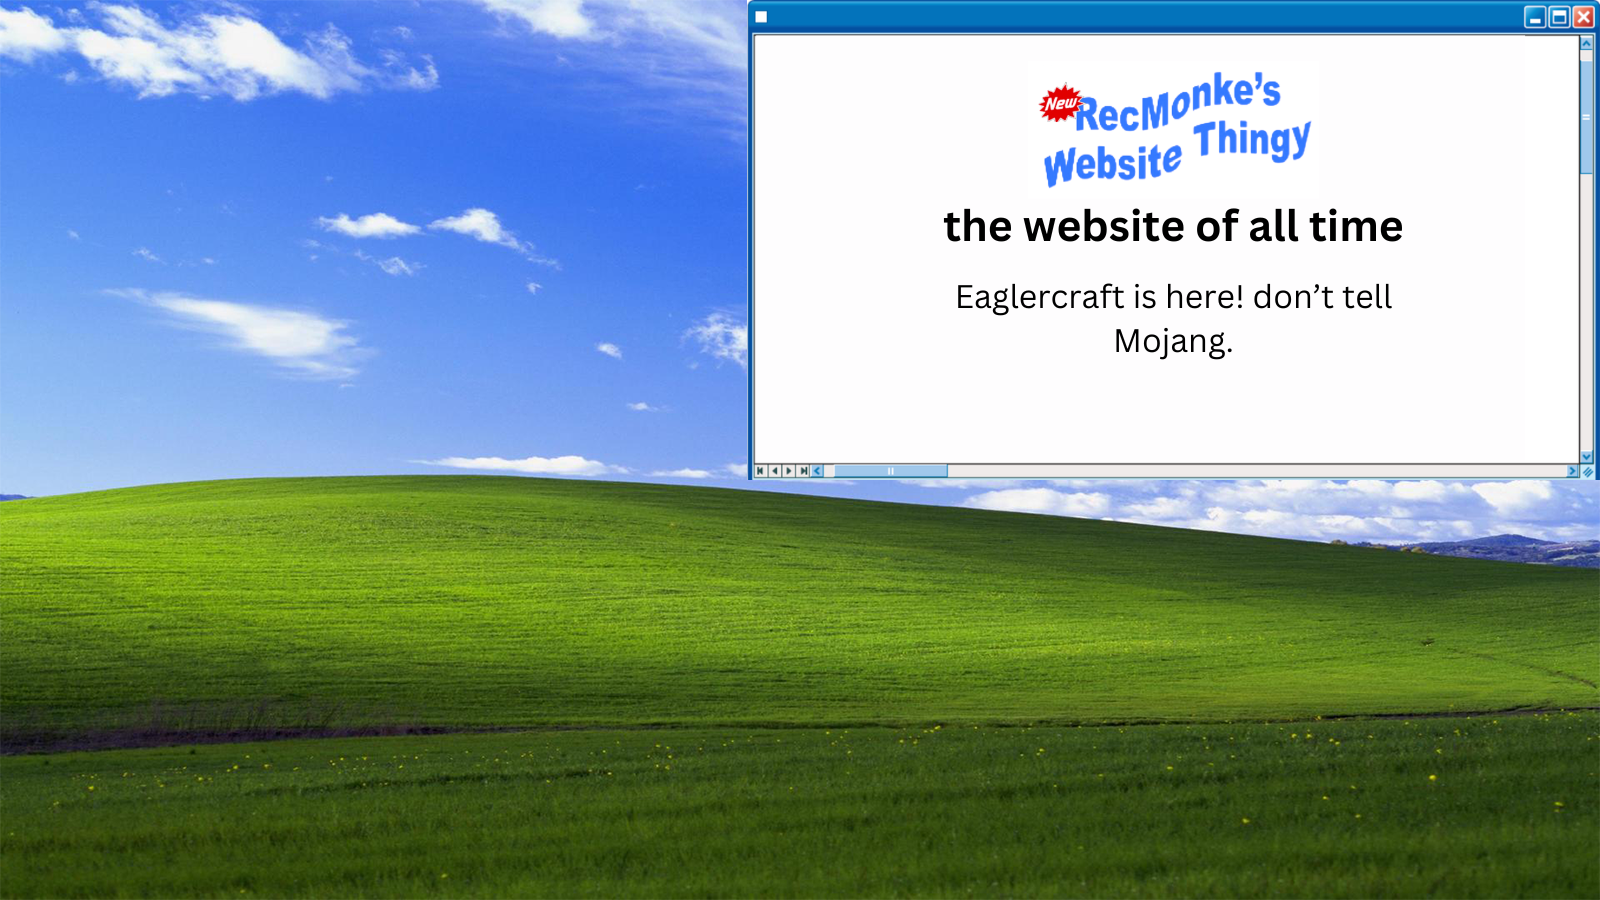 New
RecMonke's
Website Thingy
the website of all time
Eaglercraft is here! don’t tell
Mojang.